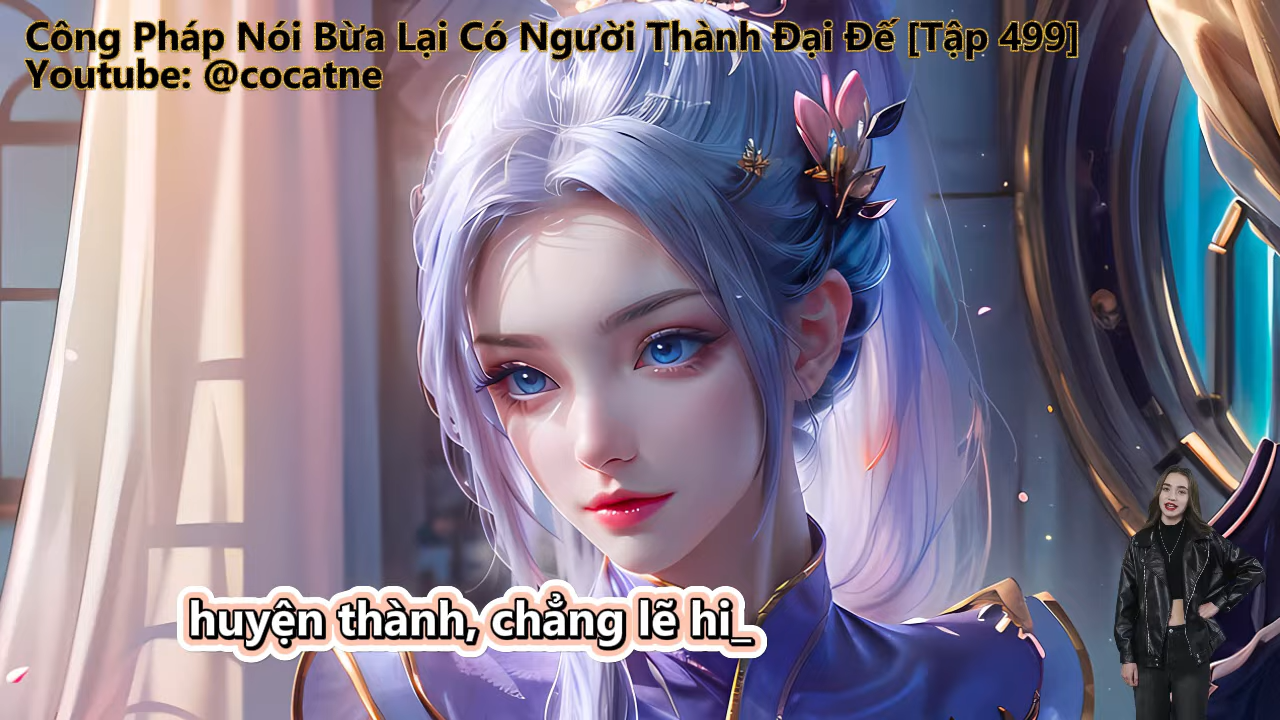 Công Pháp Nói Bừa Lại Có Người Thành Đại Đế [Tập 499]
Youtube: @cocatne
huyện thành, chẳng lẽ hi_